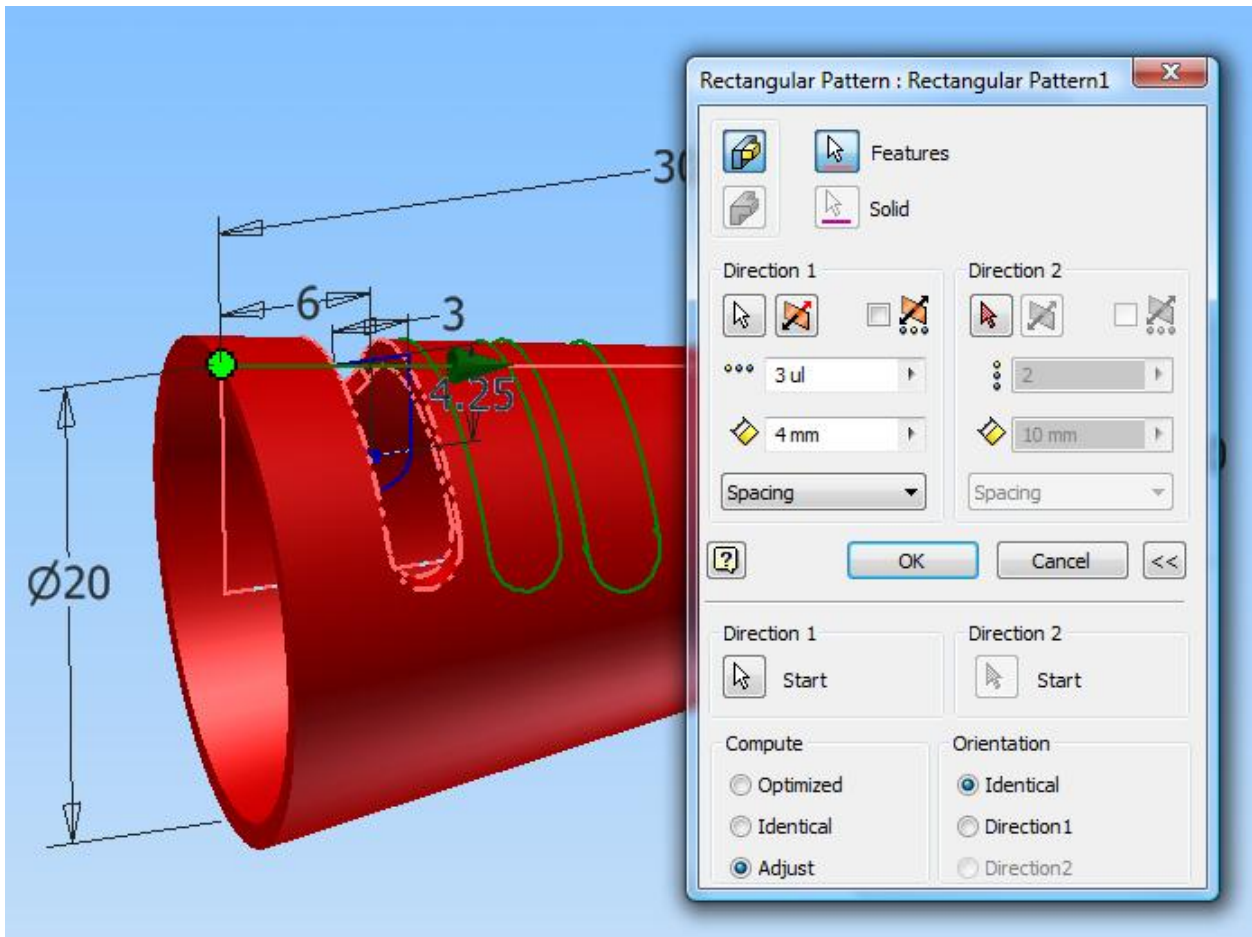 Rectangular Pattern : Rectangular Pattern1
X
Features
Solid
30
6
3
4.25
Ø20
Direction 1
Direction 2
3 ul
2
4 mm
10 mm
Spacing
Spacing
?
OK
Cancel
<<
Direction 1
Direction 2
Start
Start
Compute
Orientation
Optimized
Identical
Identical
Direction1
Adjust
Direction2